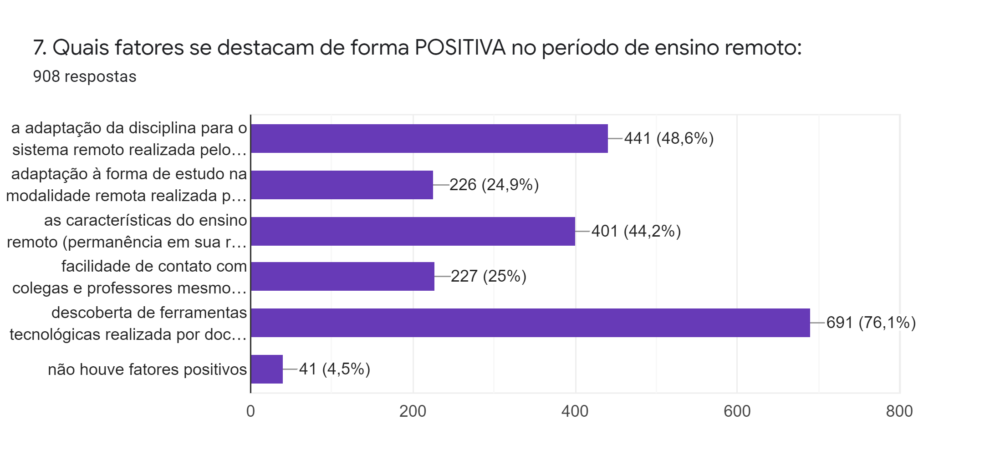 7. Quais fatores se destacam de forma POSITIVA no período de ensino remoto:
908 respostas
a adaptação da disciplina para o
sistema remoto realizada pelo…
441 (48,6%)
adaptação à forma de estudo na
modalidade remota realizada p…
226 (24,9%)
as características do ensino
remoto (permanência em sua r…
401 (44,2%)
facilidade de contato com
colegas e professores mesmo…
227 (25%)
descoberta de ferramentas
tecnológicas realizada por doc…
691 (76,1%)
não houve fatores positivos
41 (4,5%)
0 200 400 600 800